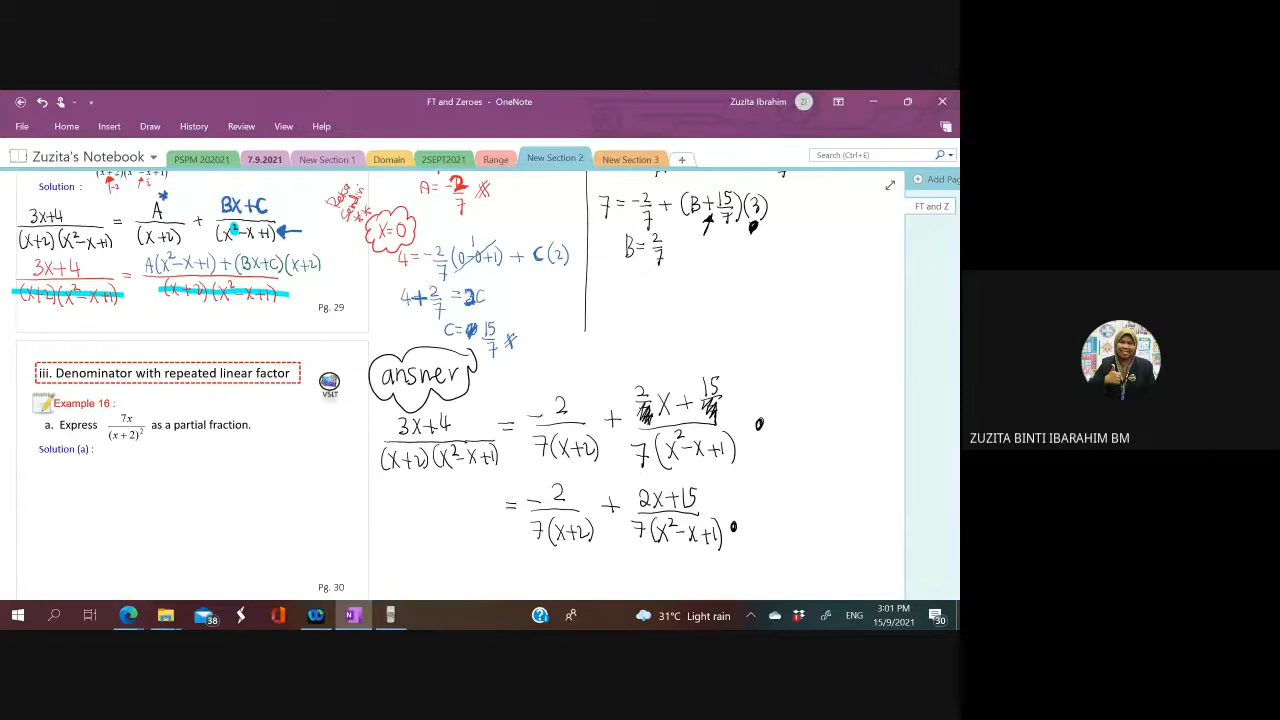 FT and Zeroes - OneNote
Zuzita Ibrahim ZI
File Home Insert Draw History Review View Help
Zuzita's Notebook PSPM 202021 7.9.2021 New Section 1 Domain 2SEPT2021 Range New Section 2 New Section 3 +
Search (Ctrl+E)
Add Page
FT and Z
Solution :
3x+4/((x+2)(x²-x+1)) = A/(x+2) + BX+C/(x²-x+1)
3x+4/((x+2)(x²-x+1)) = A(x²-x+1)+(Bx+C)(x+2)/((x+2)(x²-x+1))
Pg. 29
A = -2/7
x=0
4 = -2/7(0-0+1) + C(2)
1
4+2/7 = 2C
C = 15/7
7 = -2/7 + (B+15/7)(3)
B = 2/7
iii. Denominator with repeated linear factor
VSLT
Example 16 :
a. Express 7x/(x+2)² as a partial fraction.
Solution (a) :
Pg. 30
answer
3x+4/((x+2)(x²-x+1)) = -2/7(x+2) + 2x+15/7(x²-x+1)
= -2/7(x+2) + 2x+15/7(x²-x+1)
ZUZITA BINTI IBARAHIM BM
38
31°C Light rain
ENG
3:01 PM
15/9/2021
30